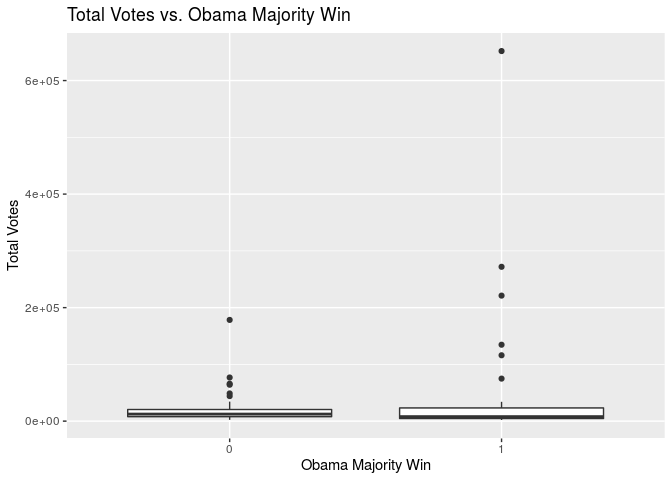 Total Votes vs. Obama Majority Win
6e+05
4e+05
2e+05
0e+00
Total Votes
0
1
Obama Majority Win